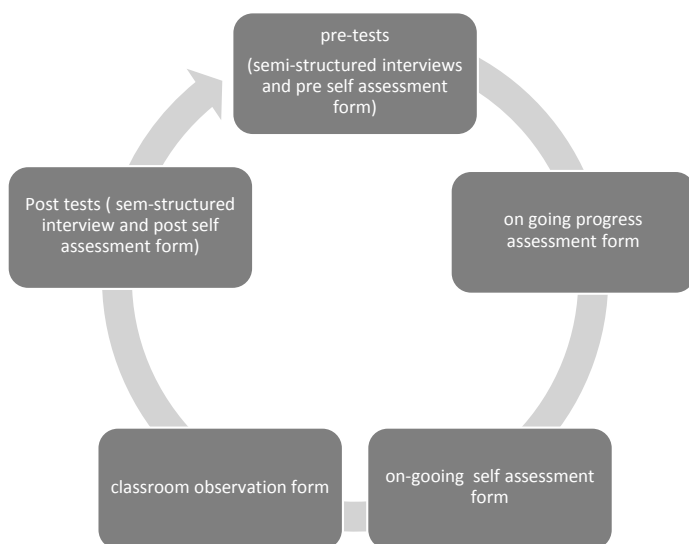 pre-tests
(semi-structured interviews
and pre self assessment
form)
on going progress
assessment form
on-gooing self assessment
form
classroom observation form
Post tests ( sem-structured
interview and post self
assessment form)